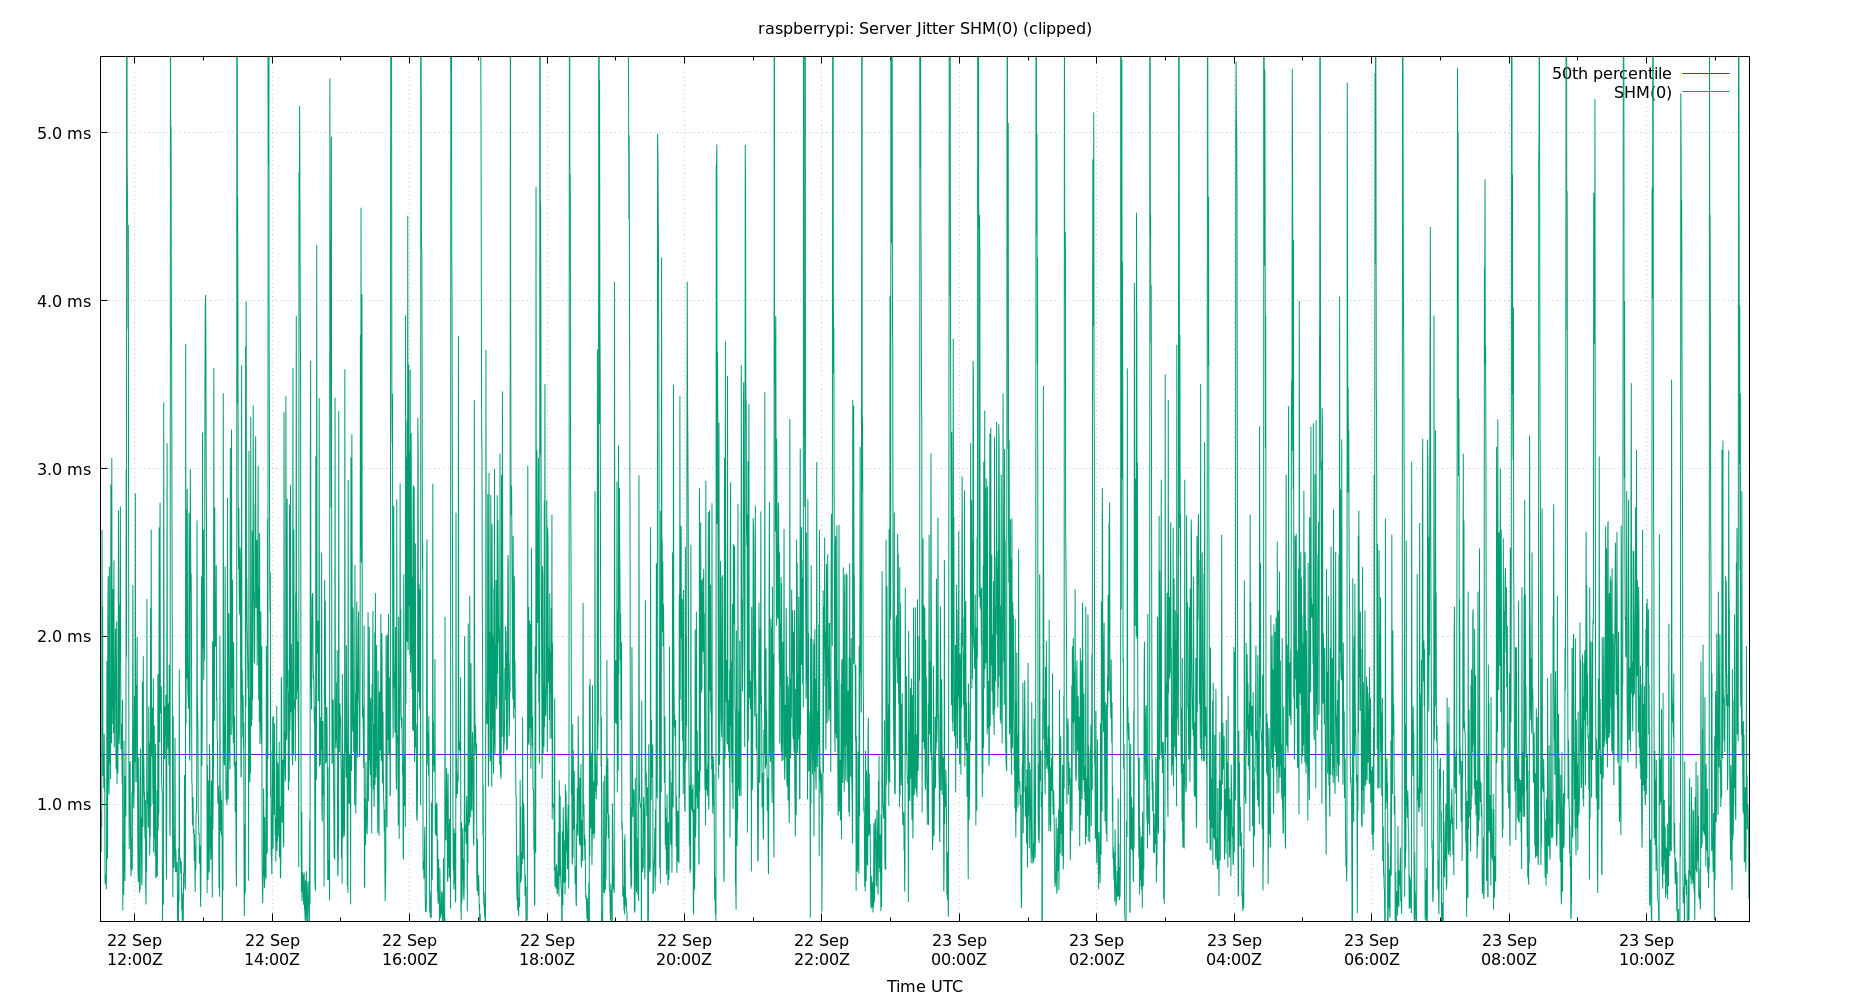 raspberrypi: Server Jitter SHM(0) (clipped)
50th percentile
SHM(0)
5.0 ms
4.0 ms
3.0 ms
2.0 ms
1.0 ms
22 Sep 22 Sep 22 Sep 22 Sep 22 Sep 22 Sep 23 Sep 23 Sep 23 Sep 23 Sep 23 Sep 23 Sep
12:00Z 14:00Z 16:00Z 18:00Z 20:00Z 22:00Z 00:00Z 02:00Z 04:00Z 06:00Z 08:00Z 10:00Z
Time UTC